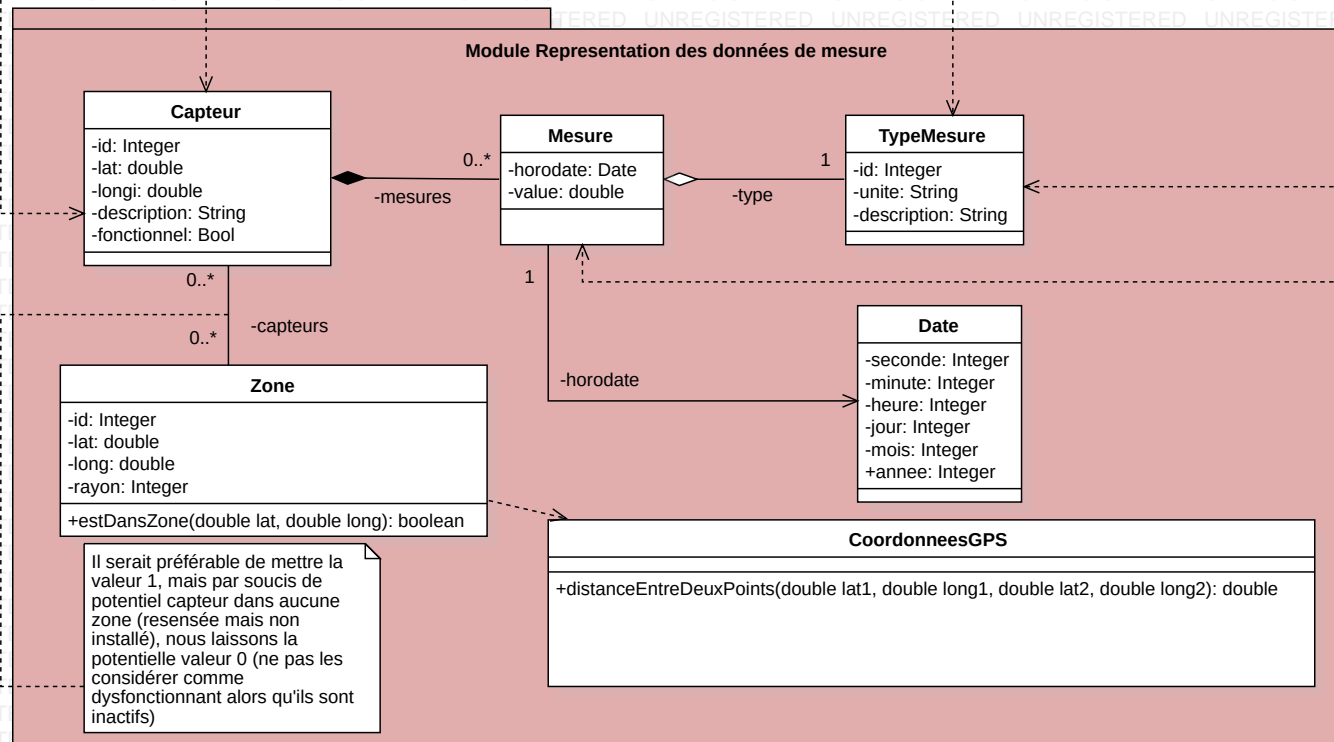 TERED UNREGISTERED UNREGISTERED UNREGISTERED UNREGISTE
Module Representation des données de mesure
Capteur
-id: Integer
-lat: double
-longi: double
-description: String
-fonctionnel: Bool
0..*
-mesures
Mesure
-horodate: Date
-value: double
1
-type
TypeMesure
-id: Integer
-unite: String
-description: String
0..*
0..*
-capteurs
1
-horodate
Date
-seconde: Integer
-minute: Integer
-heure: Integer
-jour: Integer
-mois: Integer
+annee: Integer
Zone
-id: Integer
-lat: double
-long: double
-rayon: Integer
+estDansZone(double lat, double long): boolean
CoordonneesGPS
+distanceEntreDeuxPoints(double lat1, double long1, double lat2, double long2): double
Il serait préférable de mettre la
valeur 1, mais par soucis de
potentiel capteur dans aucune
zone (resensée mais non
installé), nous laissons la
potentielle valeur 0 (ne pas les
considérer comme
dysfonctionnant alors qu'ils sont
inactifs)